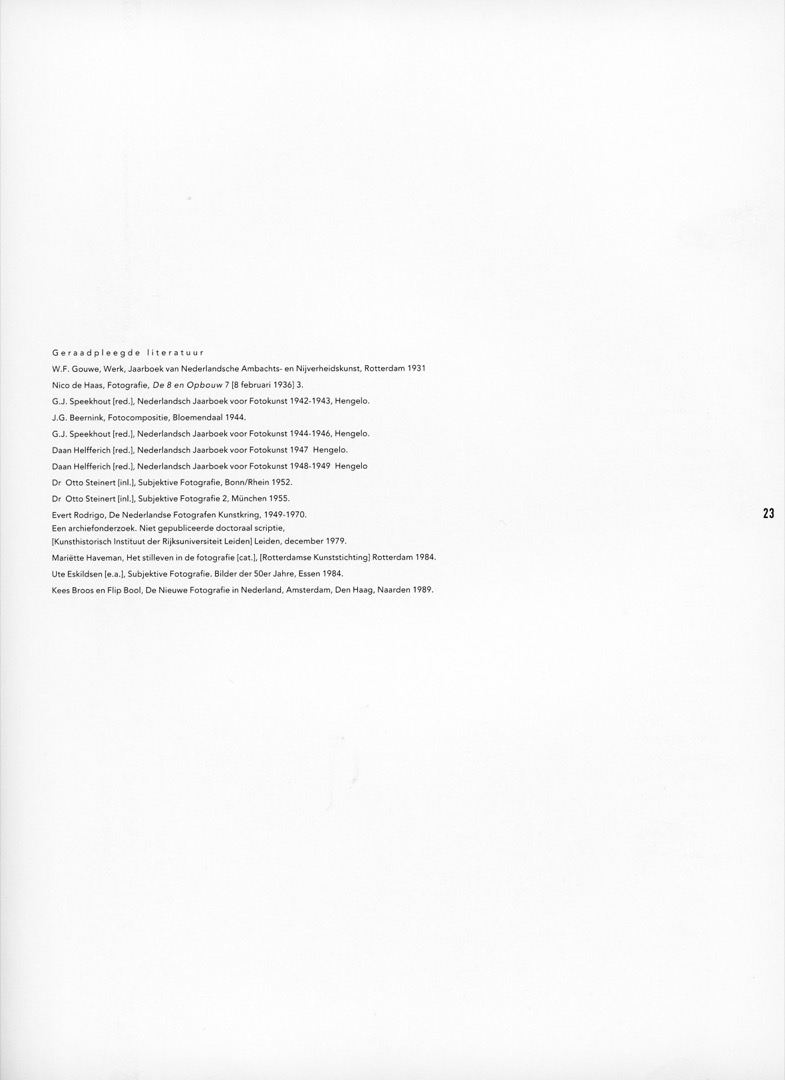 Geraadpleegde literatuur
W.F. Gouwe, Werk, Jaarboek van Nederlandsche Ambachts- en Nijverheidskunst, Rotterdam 1931
Nico de Haas, Fotografie, De 8 en Opbouw 7 [8 februari 1936] 3.
G.J. Speekhout [red.], Nederlandsch Jaarboek voor Fotokunst 1942-1943, Hengelo.
J.G. Beernink, Fotocompositie, Bloemendaal 1944.
G.J. Speekhout [red.], Nederlandsch Jaarboek voor Fotokunst 1944-1946, Hengelo.
Daan Helfferich [red.], Nederlandsch Jaarboek voor Fotokunst 1947 Hengelo.
Daan Helfferich [red.], Nederlandsch Jaarboek voor Fotokunst 1948-1949 Hengelo
Dr Otto Steinert [inl.], Subjektive Fotografie, Bonn/Rhein 1952.
Dr Otto Steinert [inl.], Subjektive Fotografie 2, München 1955.
Evert Rodrigo, De Nederlandse Fotografen Kunstkring, 1949-1970.
Een archiefonderzoek. Niet gepubliceerde doctoraal scriptie,
[Kunsthistorisch Instituut der Rijksuniversiteit Leiden] Leiden, december 1979.
Mariëtte Haveman, Het stilleven in de fotografie [cat.], [Rotterdamse Kunststichting] Rotterdam 1984.
Ute Eskildsen [e.a.], Subjektive Fotografie. Bilder der 50er Jahre, Essen 1984.
Kees Broos en Flip Bool, De Nieuwe Fotografie in Nederland, Amsterdam, Den Haag, Naarden 1989.
23